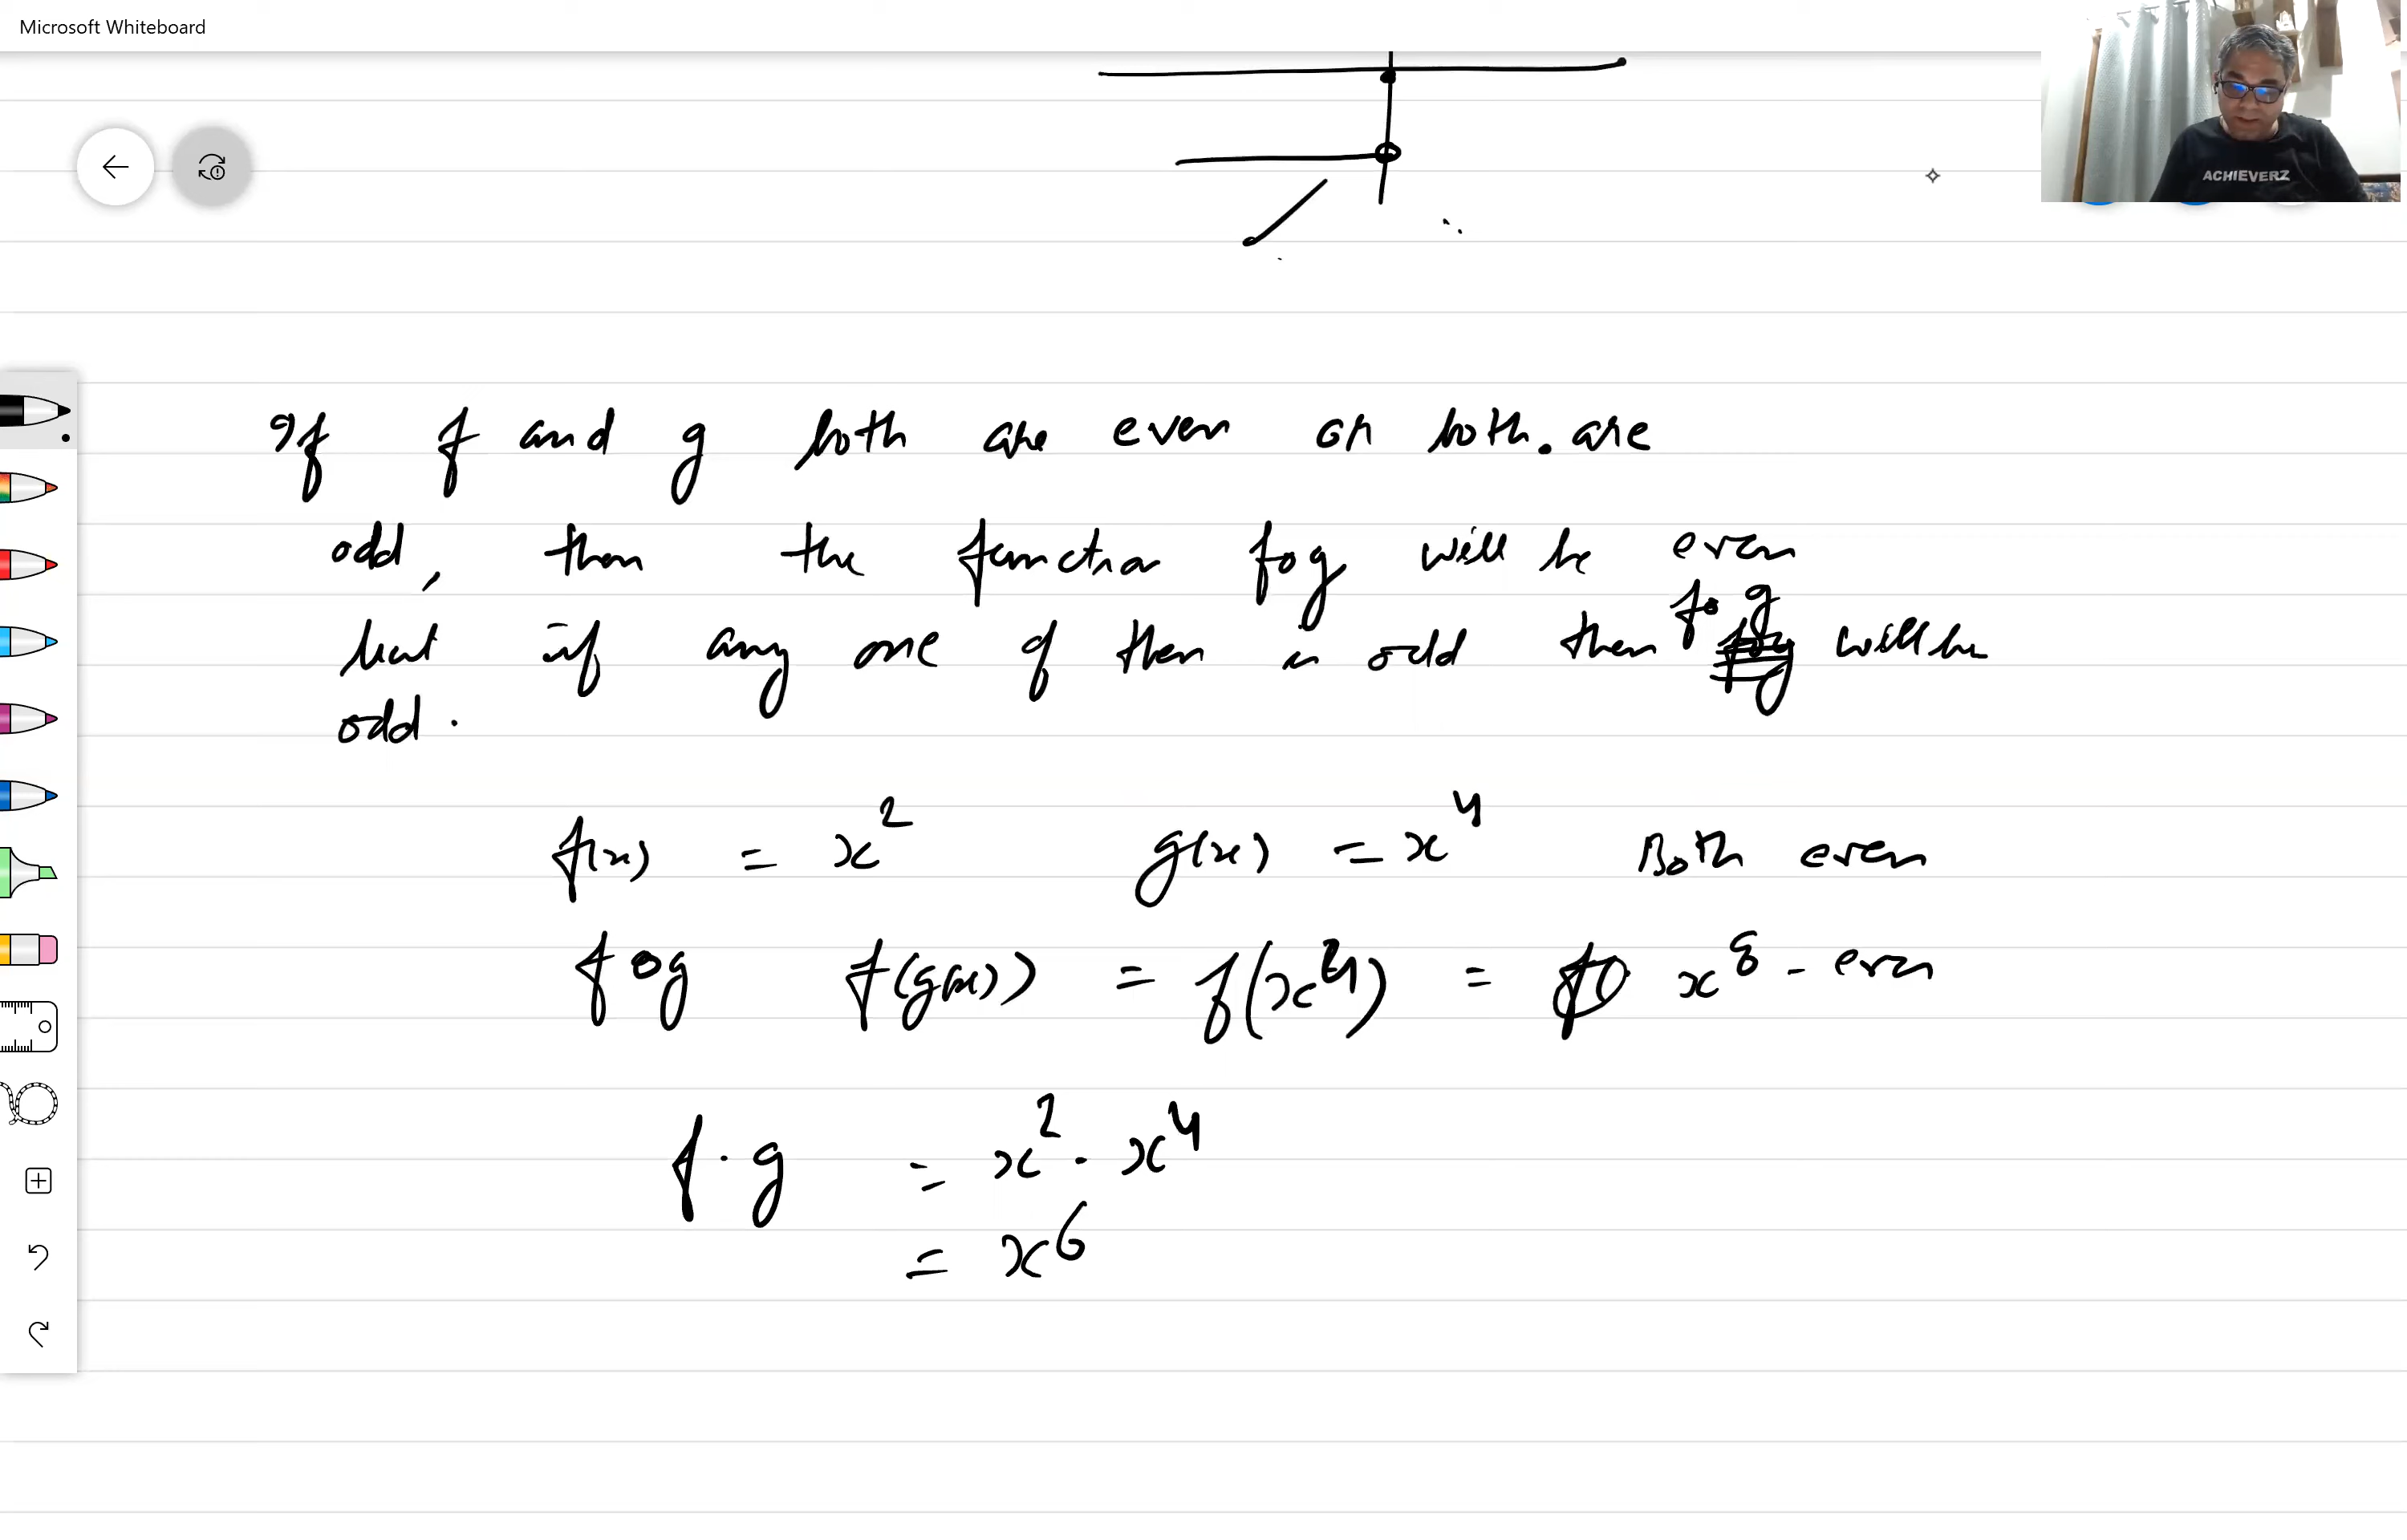 Microsoft Whiteboard
ACHIEVERZ
If f and g both are even or both are
odd, then the function fog will be even
but if any one of them is odd then fog will be
odd.
f(x) = x² g(x) = x⁴ Both even
fog f(g(x)) = f(x⁴) = x⁸ - even
f · g = x² · x⁴
= x⁶